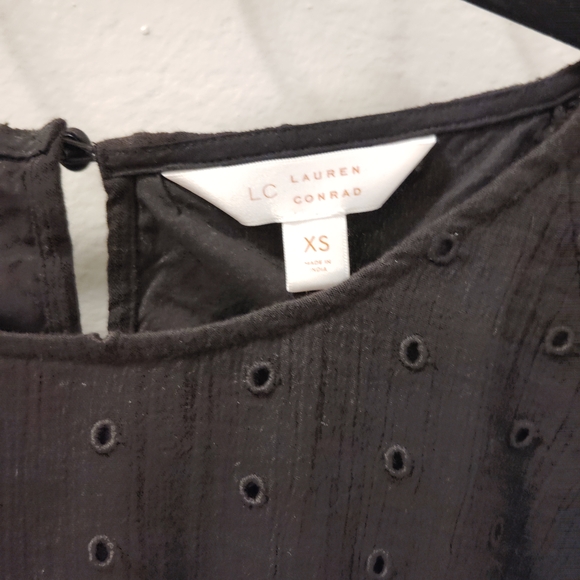 LC LAUREN
CONRAD
XS
MADE IN
INDIA